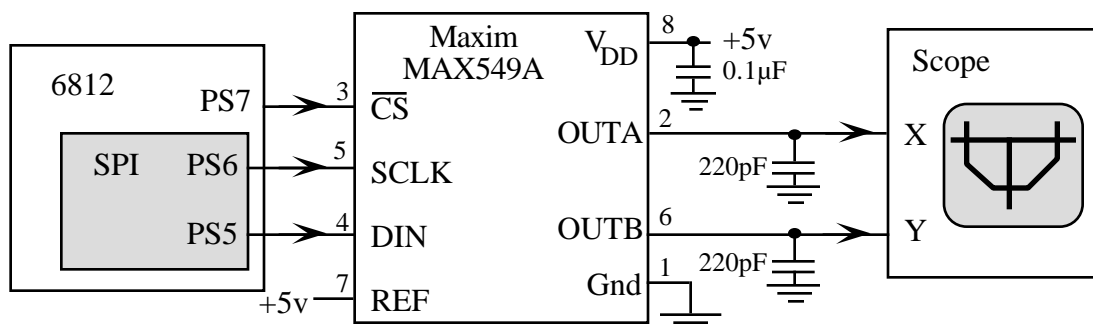 6812
PS7
SPI
PS6
PS5
+5v
3
5
4
7
Maxim
MAX549A
CS
SCLK
DIN
REF
V_DD
OUTA
OUTB
Gnd
8
2
6
1
+5v
0.1µF
220pF
220pF
Scope
X
Y